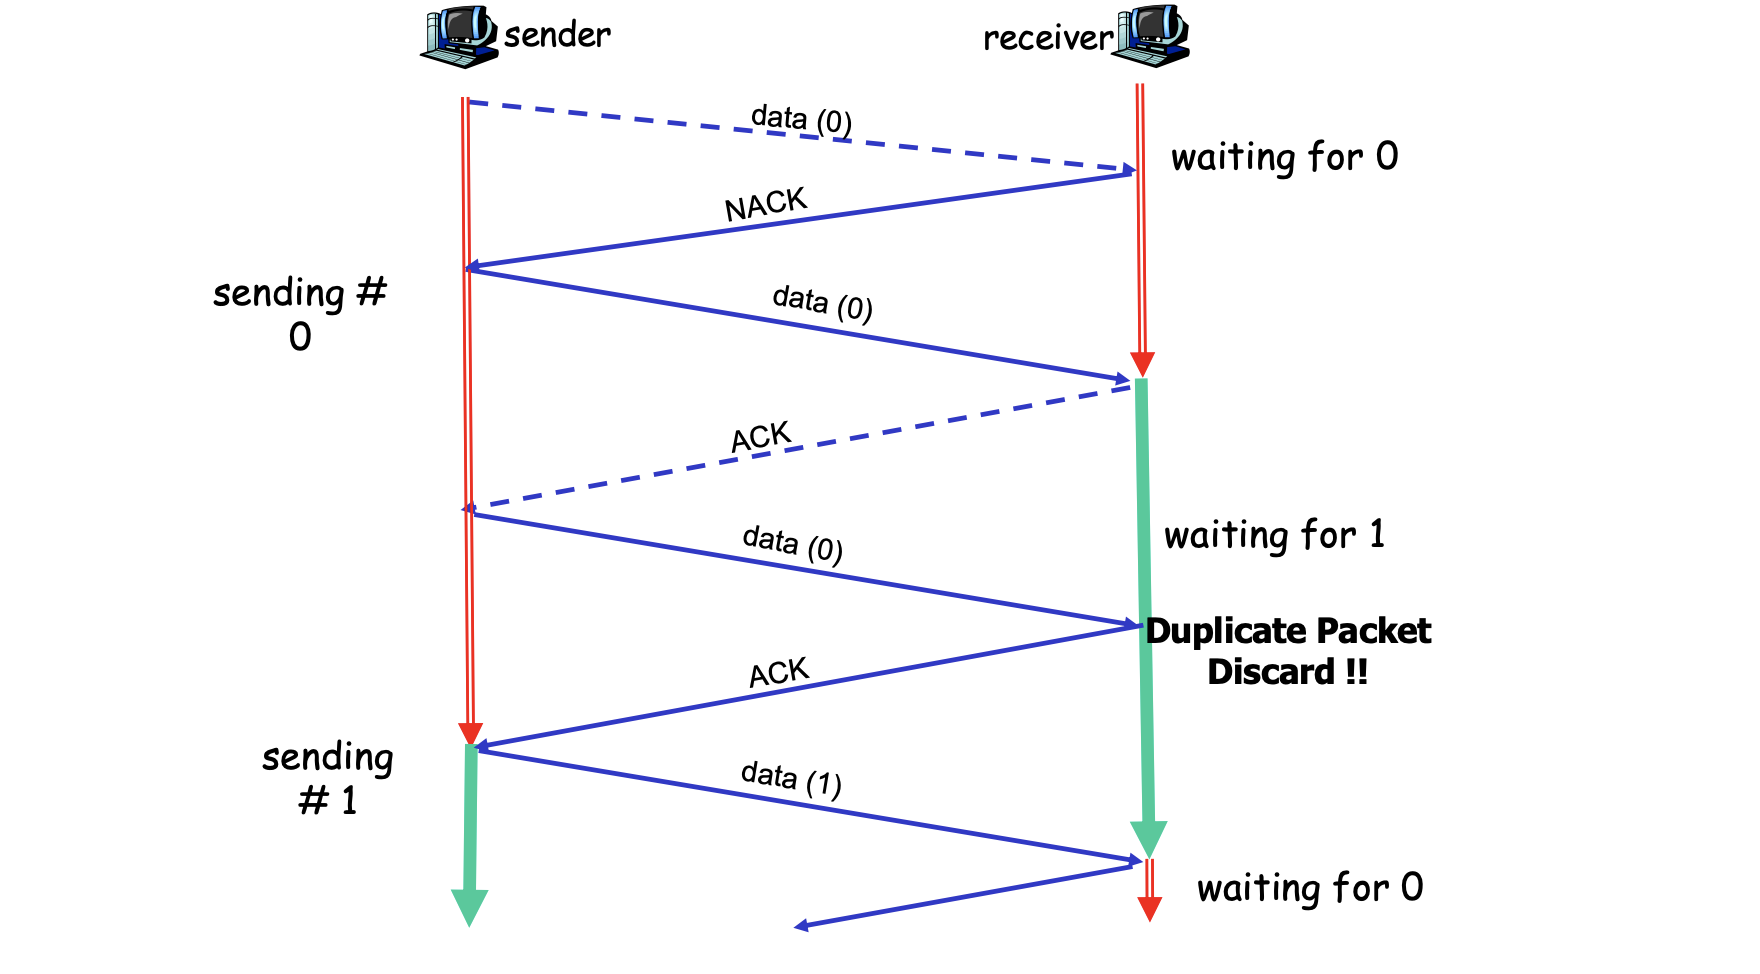 sender
receiver
data (0)
waiting for 0
NACK
sending #
0
data (0)
ACK
waiting for 1
data (0)
Duplicate Packet
Discard !!
ACK
sending
# 1
data (1)
waiting for 0